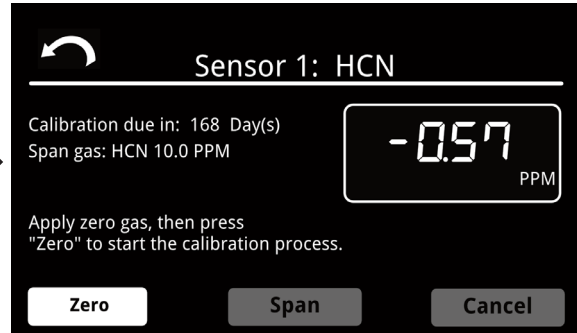 Sensor 1: HCN
Calibration due in: 168 Day(s)
Span gas: HCN 10.0 PPM
-0.57
PPM
Apply zero gas, then press
"Zero" to start the calibration process.
Zero
Span
Cancel